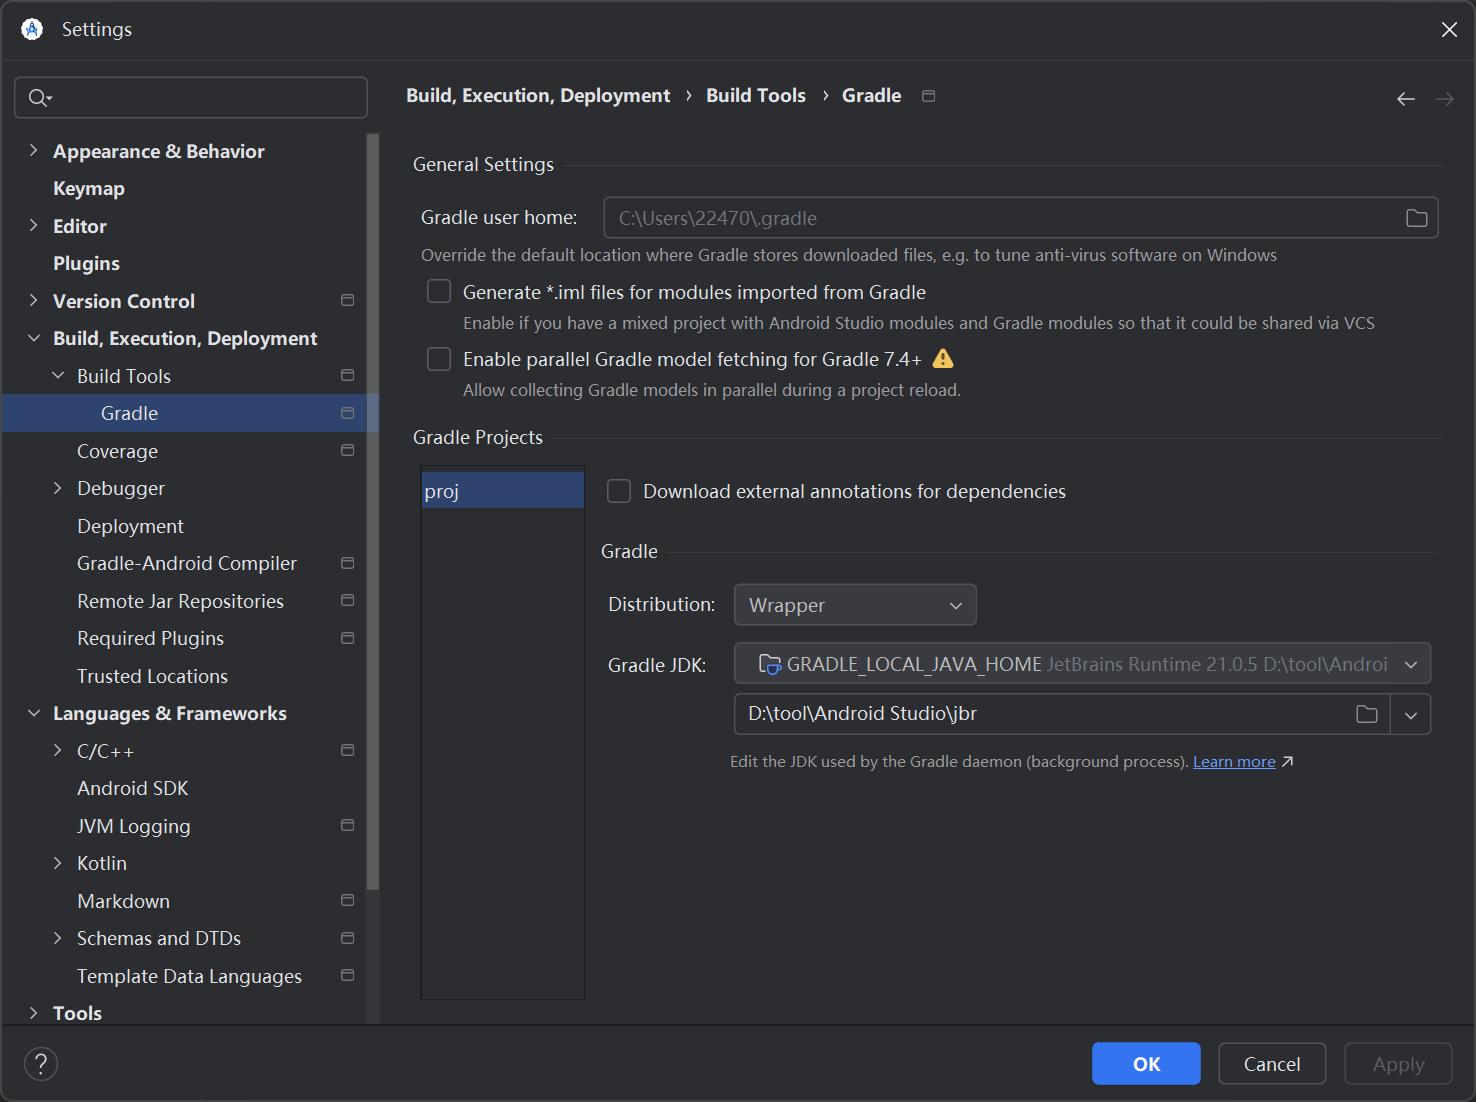 Settings
Build, Execution, Deployment › Build Tools › Gradle
Appearance & Behavior
Keymap
Editor
Plugins
Version Control
Build, Execution, Deployment
Build Tools
Gradle
Coverage
Debugger
Deployment
Gradle-Android Compiler
Remote Jar Repositories
Required Plugins
Trusted Locations
Languages & Frameworks
C/C++
Android SDK
JVM Logging
Kotlin
Markdown
Schemas and DTDs
Template Data Languages
Tools
General Settings
Gradle user home: C:\Users\22470\.gradle
Override the default location where Gradle stores downloaded files, e.g. to tune anti-virus software on Windows
Generate *.iml files for modules imported from Gradle
Enable if you have a mixed project with Android Studio modules and Gradle modules so that it could be shared via VCS
Enable parallel Gradle model fetching for Gradle 7.4+
Allow collecting Gradle models in parallel during a project reload.
Gradle Projects
proj
Download external annotations for dependencies
Gradle
Distribution: Wrapper
Gradle JDK: GRADLE_LOCAL_JAVA_HOME JetBrains Runtime 21.0.5 D:\tool\Androi
D:\tool\Android Studio\jbr
Edit the JDK used by the Gradle daemon (background process). Learn more
? OK Cancel Apply